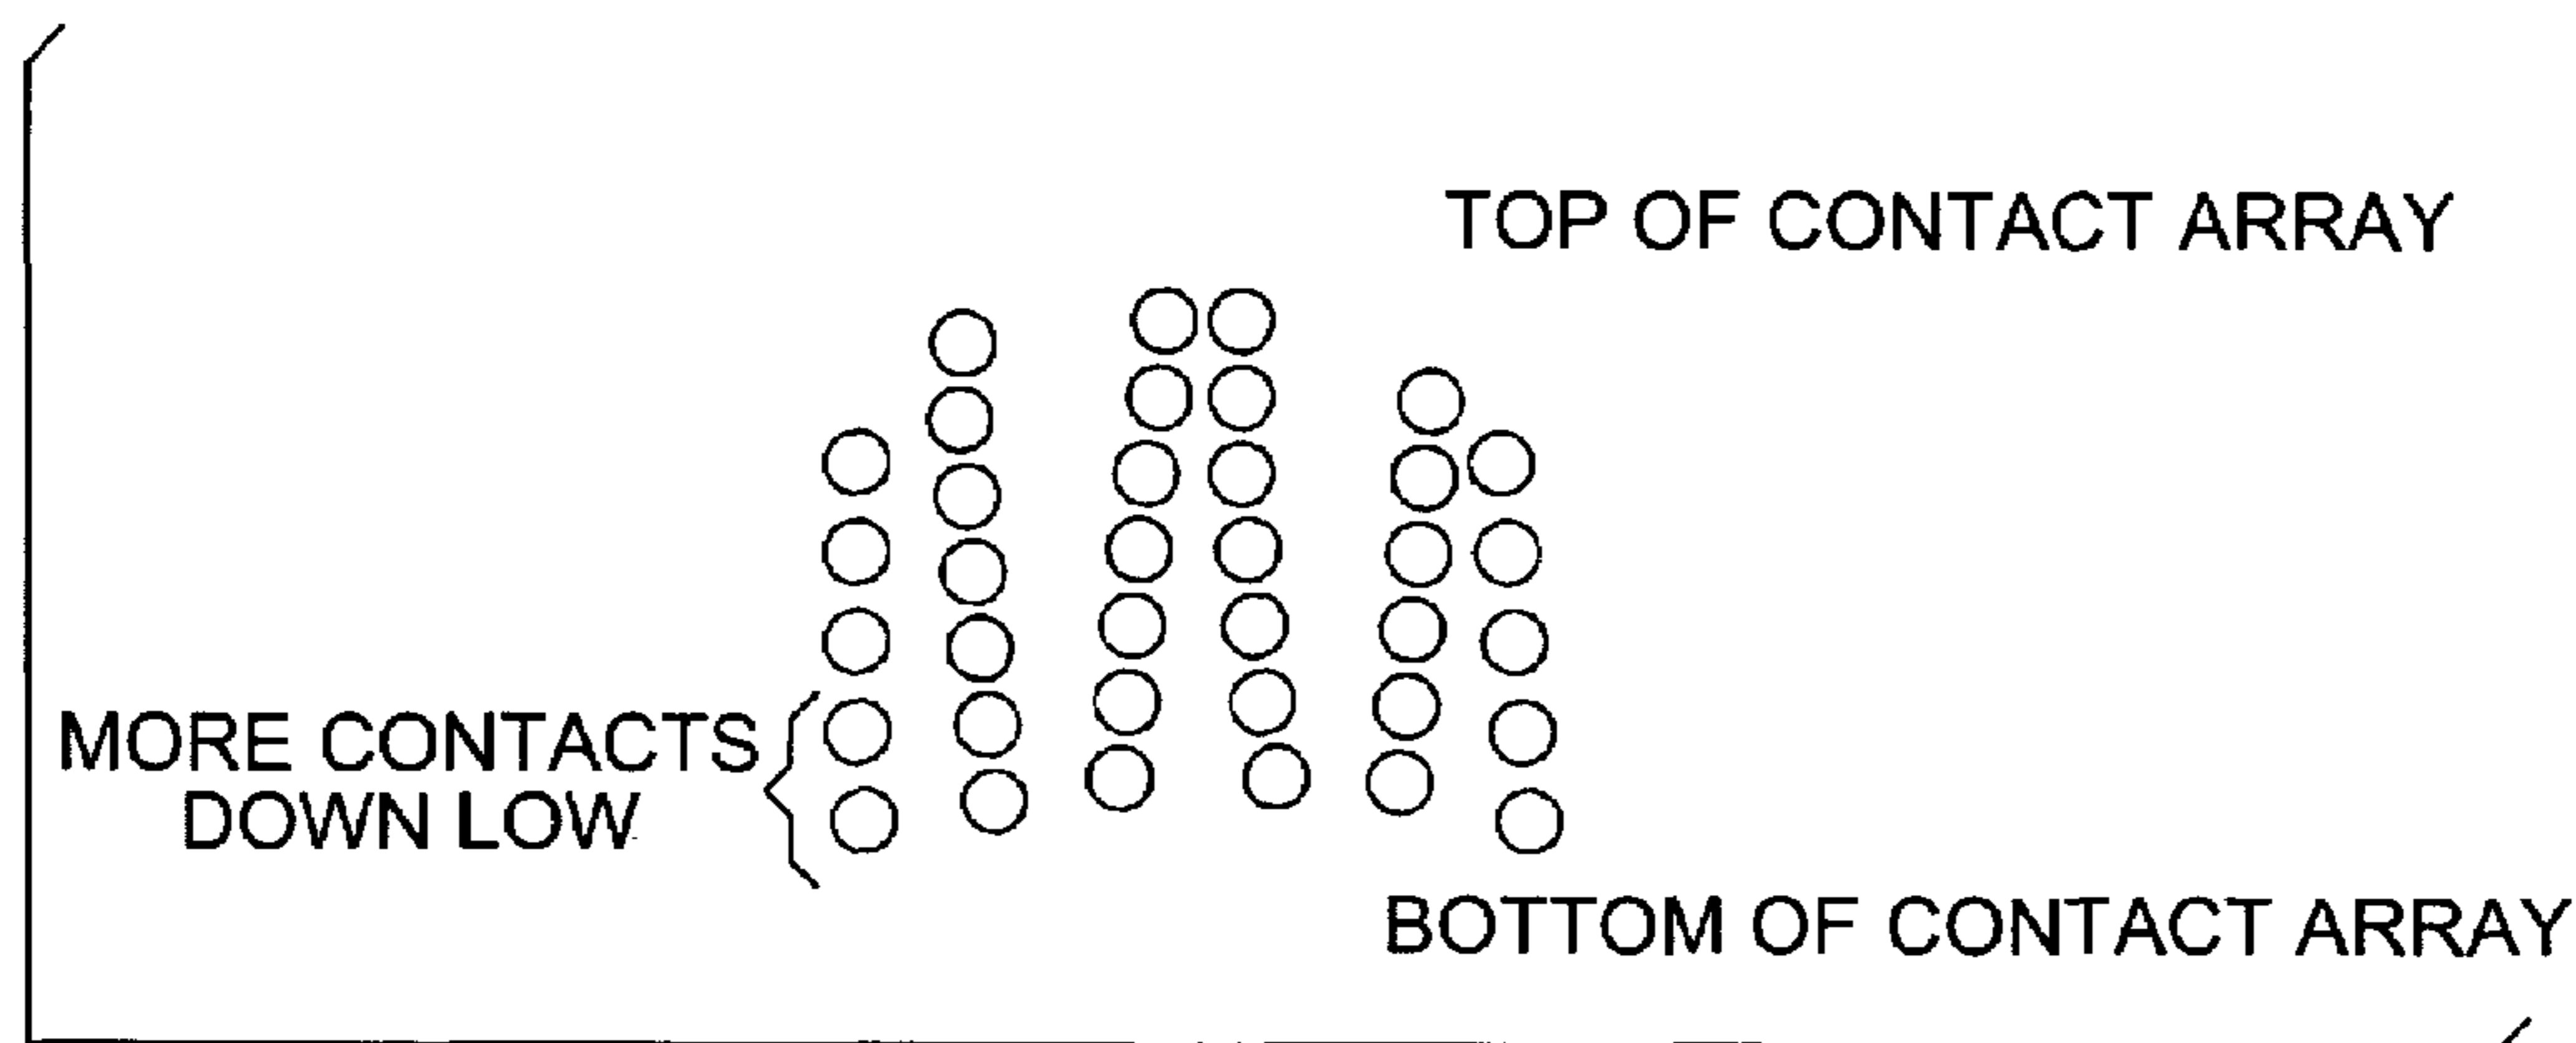 TOP OF CONTACT ARRAY
MORE CONTACTS
DOWN LOW
BOTTOM OF CONTACT ARRAY